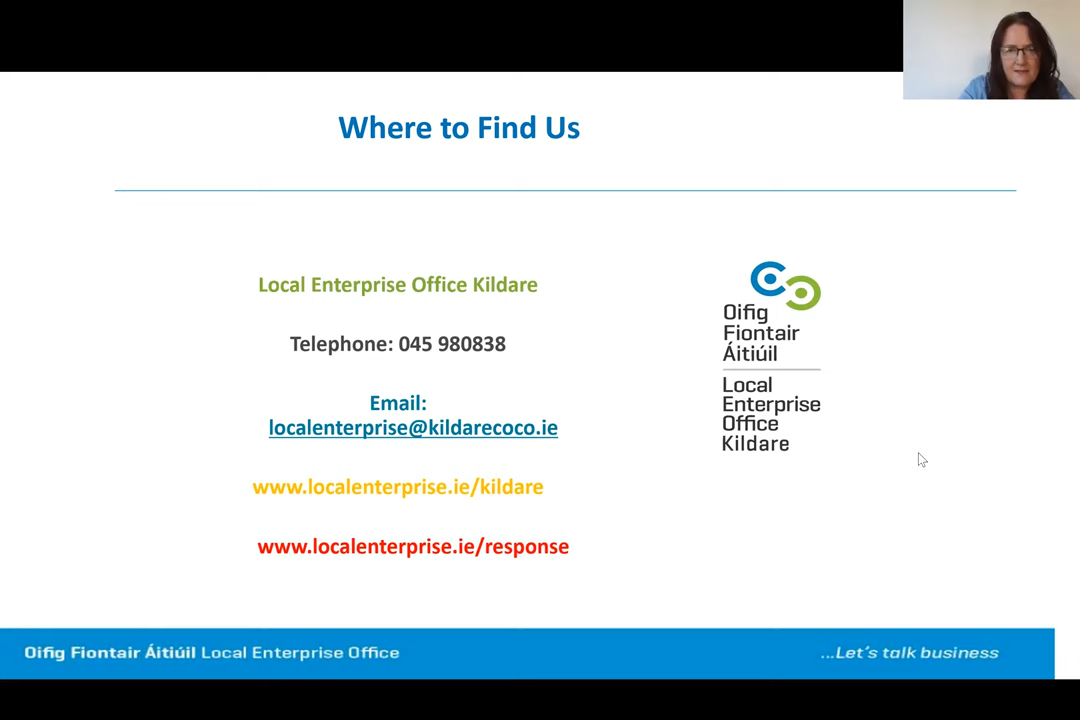 Where to Find Us
Local Enterprise Office Kildare
Telephone: 045 980838
Email:
localenterprise@kildarecoco.ie
www.localenterprise.ie/kildare
www.localenterprise.ie/response
Oifig
Fiontair
Áitiúil
Local
Enterprise
Office
Kildare
Oifig Fiontair Áitiúil Local Enterprise Office
...Let's talk business